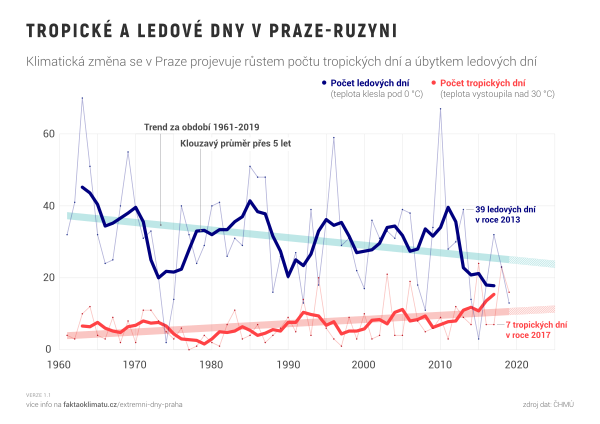 TROPICKÉ A LEDOVÉ DNY V PRAZE-RUZYNI
Klimatická změna se v Praze projevuje růstem počtu tropických dní a úbytkem ledových dní
Počet ledových dní
(teplota klesla pod 0 °C)
Počet tropických dní
(teplota vystoupila nad 30 °C)
Trend za období 1961-2019
Klouzavý průměr přes 5 let
60
40
20
0
39 ledových dní
v roce 2013
7 tropických dní
v roce 2017
1960 1970 1980 1990 2000 2010 2020
VERZE 1.1
více info na faktaoklimatu.cz/extremni-dny-praha
zdroj dat: ČHMÚ